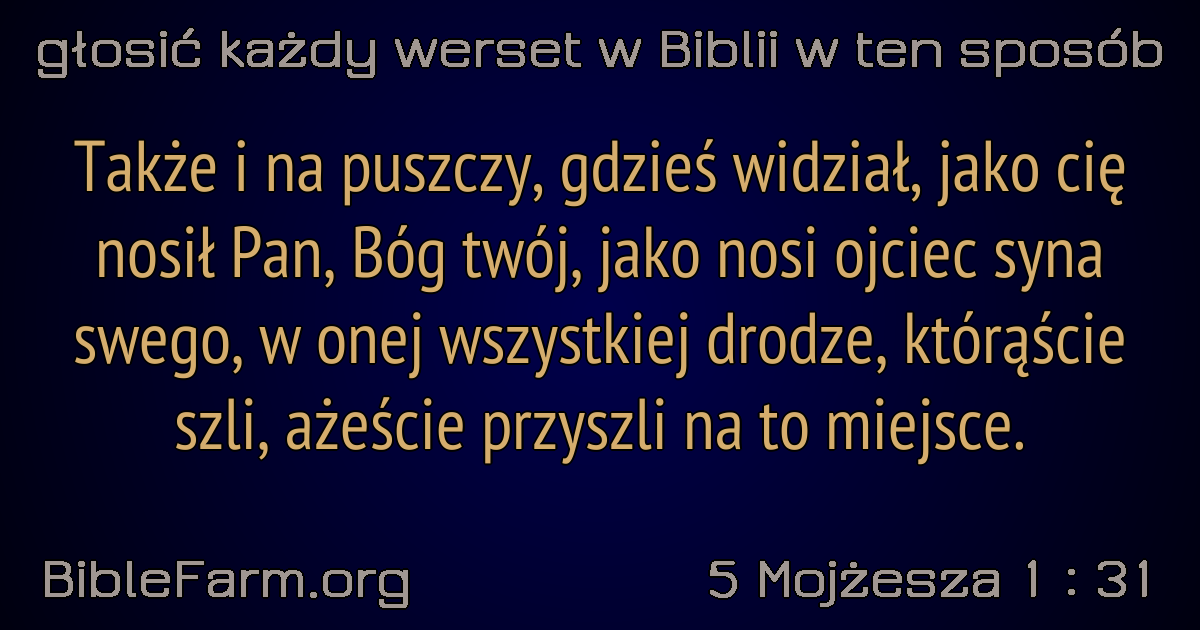 głosić każdy werset w Biblii w ten sposób
Także i na puszczy, gdzieś widział, jako cię
nosił Pan, Bóg twój, jako nosi ojciec syna
swego, w onej wszystkiej drodze, którąście
szli, ażeście przyszli na to miejsce.
BibleFarm.org
5 Mojżesza 1 : 31